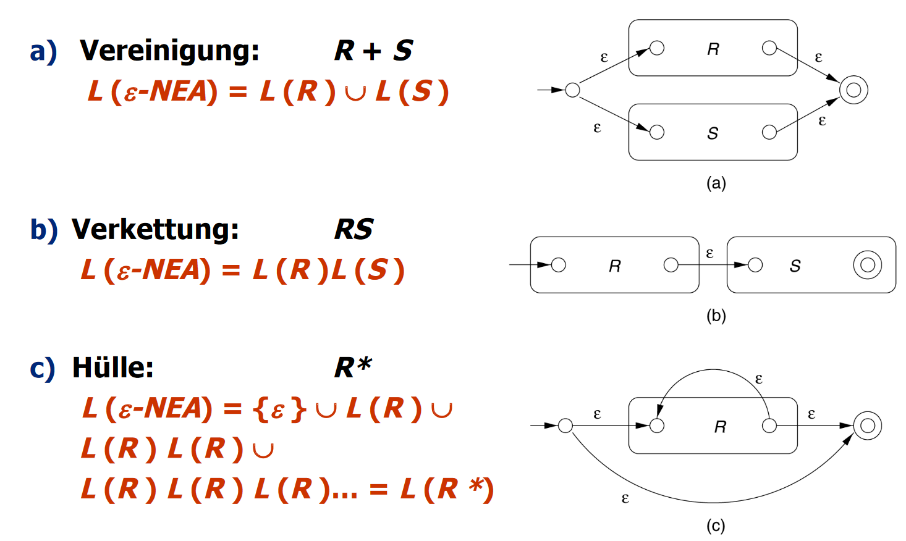 a) Vereinigung: R + S
L (ε-NEA) = L (R ) ∪ L (S )
ε
R
ε
ε
S
ε
(a)
b) Verkettung: RS
L (ε-NEA) = L (R )L (S )
R
ε
S
(b)
c) Hülle: R*
L (ε-NEA) = {ε } ∪ L (R ) ∪
L (R ) L (R ) ∪
L (R ) L (R ) L (R )... = L (R *)
ε
ε
R
ε
ε
(c)